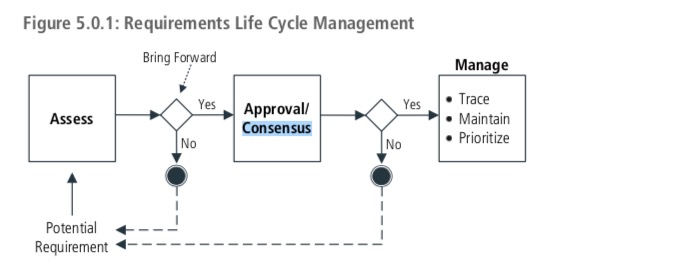 Figure 5.0.1: Requirements Life Cycle Management
Bring Forward
Manage
Assess
Yes
Approval/
Consensus
Yes
• Trace
• Maintain
• Prioritize
No
No
Potential
Requirement